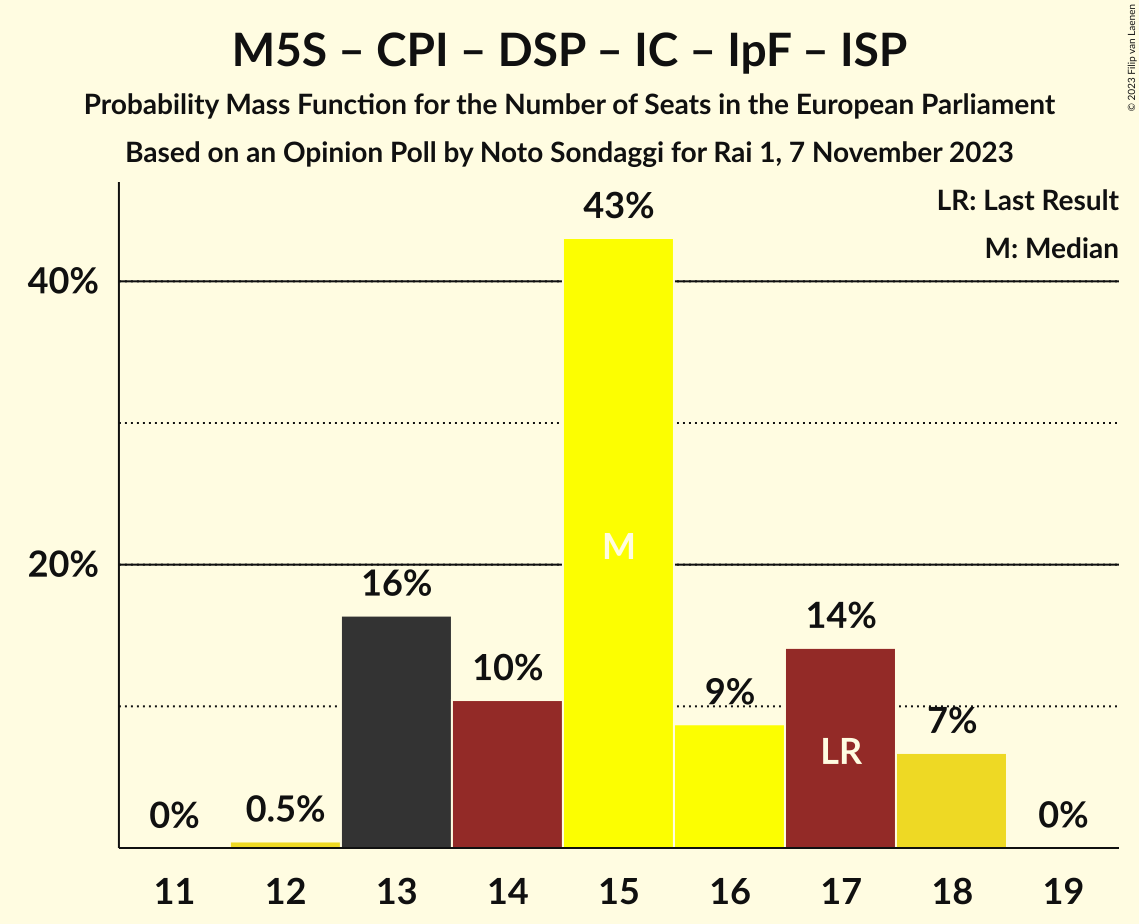 M5S – CPI – DSP – IC – IpF – ISP
Probability Mass Function for the Number of Seats in the European Parliament
Based on an Opinion Poll by Noto Sondaggi for Rai 1, 7 November 2023
© 2023 Filip van Laenen
LR: Last Result
M: Median
43%
40%
M
20%
16%
14%
10%
9%
7%
LR
0%
0.5%
0%
11 12 13 14 15 16 17 18 19